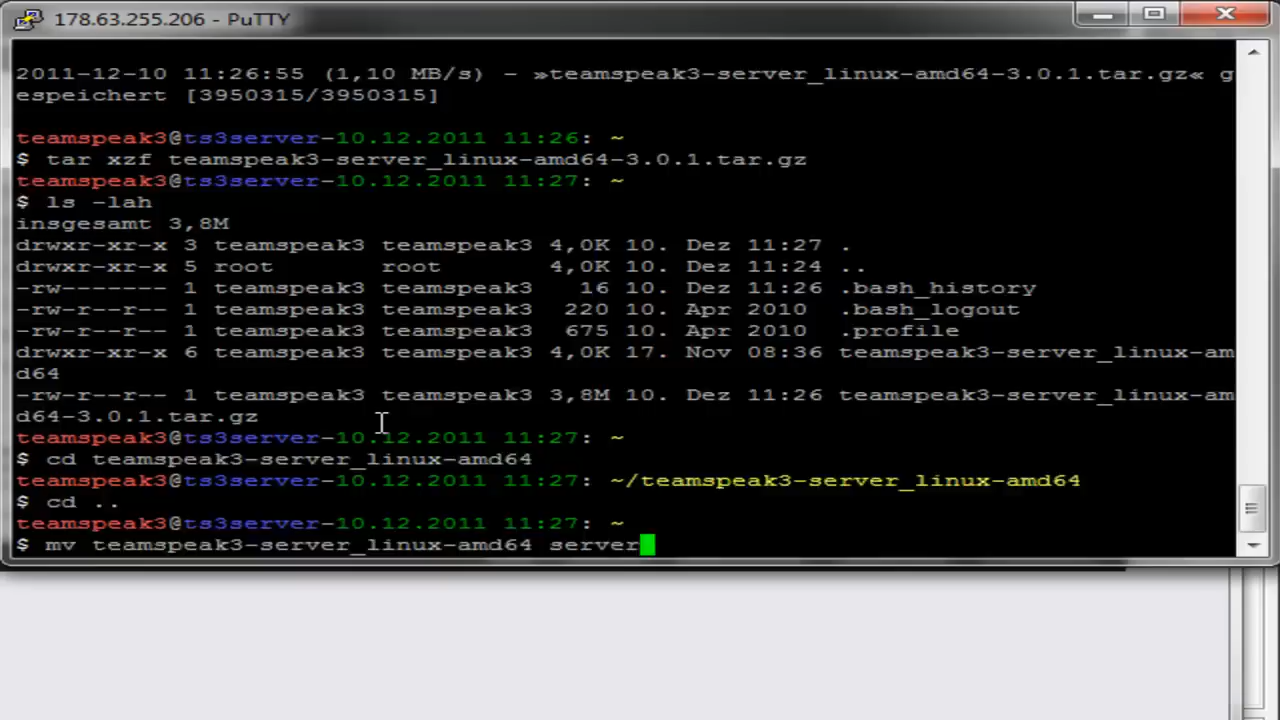 178.63.255.206 - PuTTY
2011-12-10 11:26:55 (1,10 MB/s) - »teamspeak3-server_linux-amd64-3.0.1.tar.gz« g
espeichert [3950315/3950315]
teamspeak3@ts3server-10.12.2011 11:26: ~
$ tar xzf teamspeak3-server_linux-amd64-3.0.1.tar.gz
teamspeak3@ts3server-10.12.2011 11:27: ~
$ ls -lah
insgesamt 3,8M
drwxr-xr-x 3 teamspeak3 teamspeak3 4,0K 10. Dez 11:27 .
drwxr-xr-x 5 root       root       4,0K 10. Dez 11:24 ..
-rw------- 1 teamspeak3 teamspeak3   16 10. Dez 11:26 .bash_history
-rw-r--r-- 1 teamspeak3 teamspeak3  220 10. Apr 2010  .bash_logout
-rw-r--r-- 1 teamspeak3 teamspeak3  675 10. Apr 2010  .profile
drwxr-xr-x 6 teamspeak3 teamspeak3 4,0K 17. Nov 08:36 teamspeak3-server_linux-am
d64
-rw-r--r-- 1 teamspeak3 teamspeak3 3,8M 10. Dez 11:26 teamspeak3-server_linux-am
d64-3.0.1.tar.gz
teamspeak3@ts3server-10.12.2011 11:27: ~
$ cd teamspeak3-server_linux-amd64
teamspeak3@ts3server-10.12.2011 11:27: ~/teamspeak3-server_linux-amd64
$ cd ..
teamspeak3@ts3server-10.12.2011 11:27: ~
$ mv teamspeak3-server_linux-amd64 server